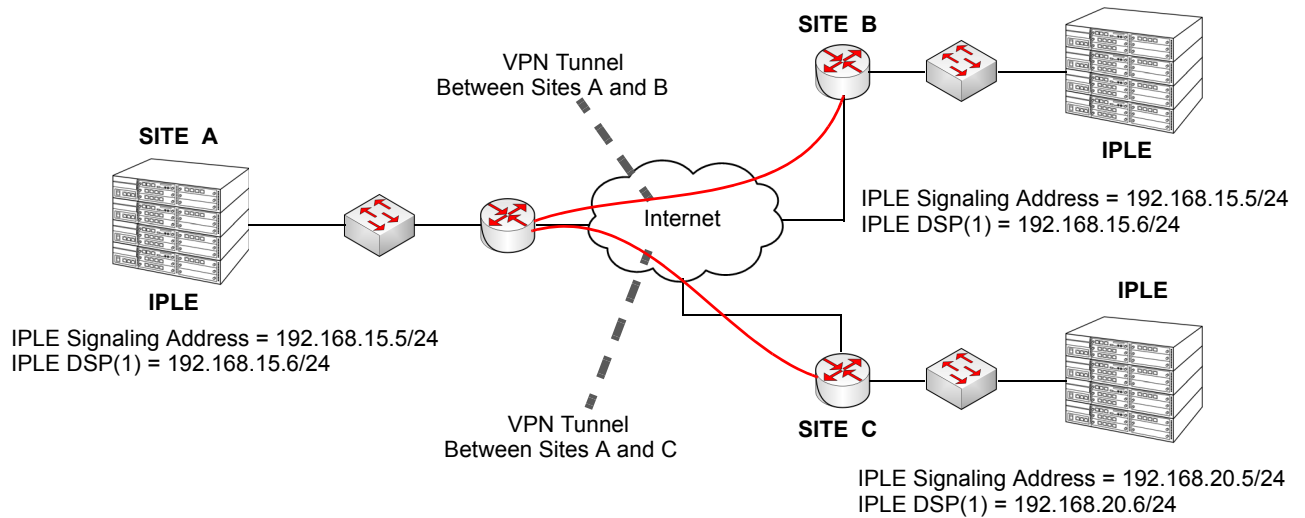 SITE B
VPN Tunnel
Between Sites A and B
SITE A
IPLE
Internet
IPLE Signaling Address = 192.168.15.5/24
IPLE DSP(1) = 192.168.15.6/24
IPLE
IPLE Signaling Address = 192.168.15.5/24
IPLE DSP(1) = 192.168.15.6/24
IPLE
VPN Tunnel
Between Sites A and C
SITE C
IPLE Signaling Address = 192.168.20.5/24
IPLE DSP(1) = 192.168.20.6/24